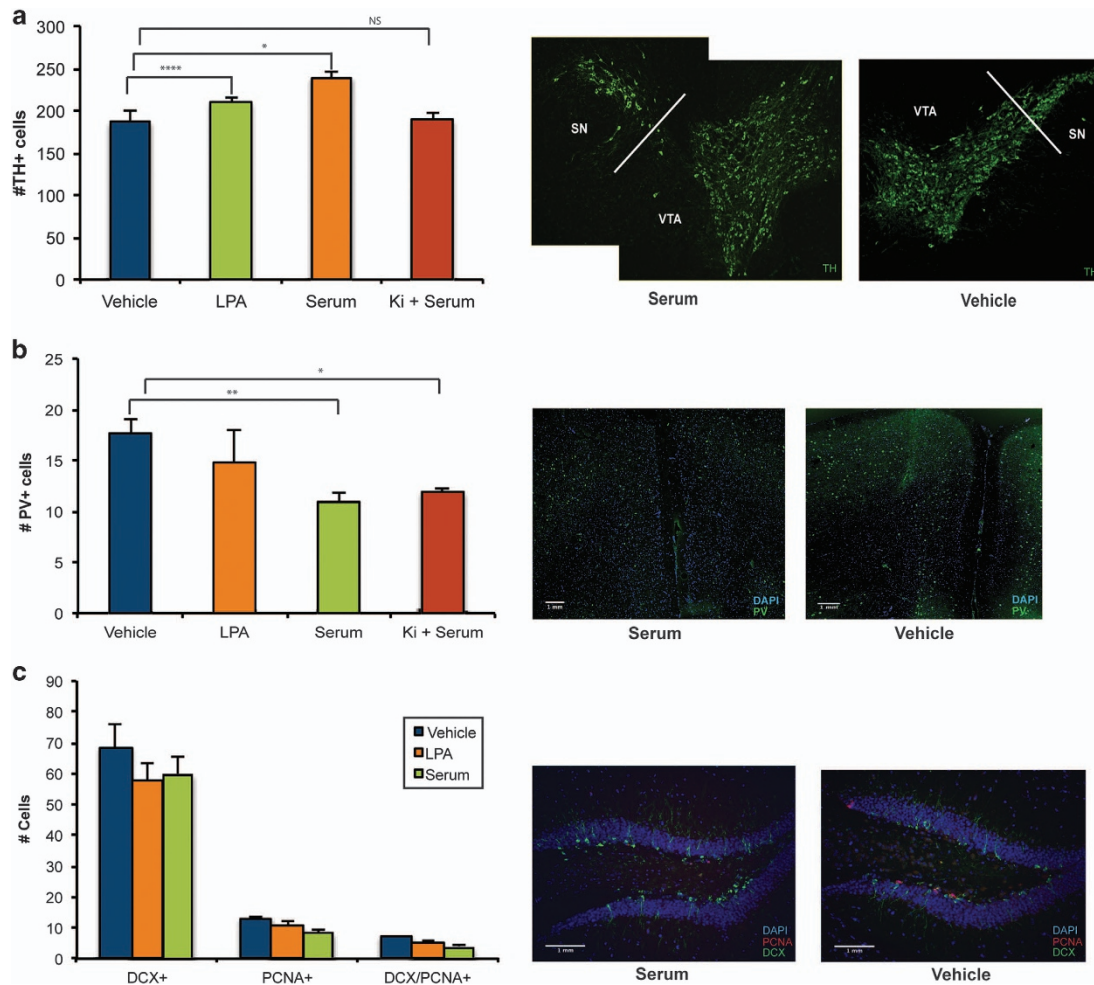 a
300
250
200
150
100
50
0
#TH+ cells
NS
*
****
Vehicle LPA Serum Ki + Serum
SN
VTA
TH
Serum
VTA
SN
TH
Vehicle
b
25
20
15
10
5
0
# PV+ cells
*
**
Vehicle LPA Serum Ki + Serum
1 mm
DAPI
PV
Serum
1 mm
DAPI
PV
Vehicle
c
90
80
70
60
50
40
30
20
10
0
# Cells
Vehicle
LPA
Serum
DCX+ PCNA+ DCX/PCNA+
1 mm
DAPI
PCNA
DCX
Serum
1 mm
DAPI
PCNA
DCX
Vehicle